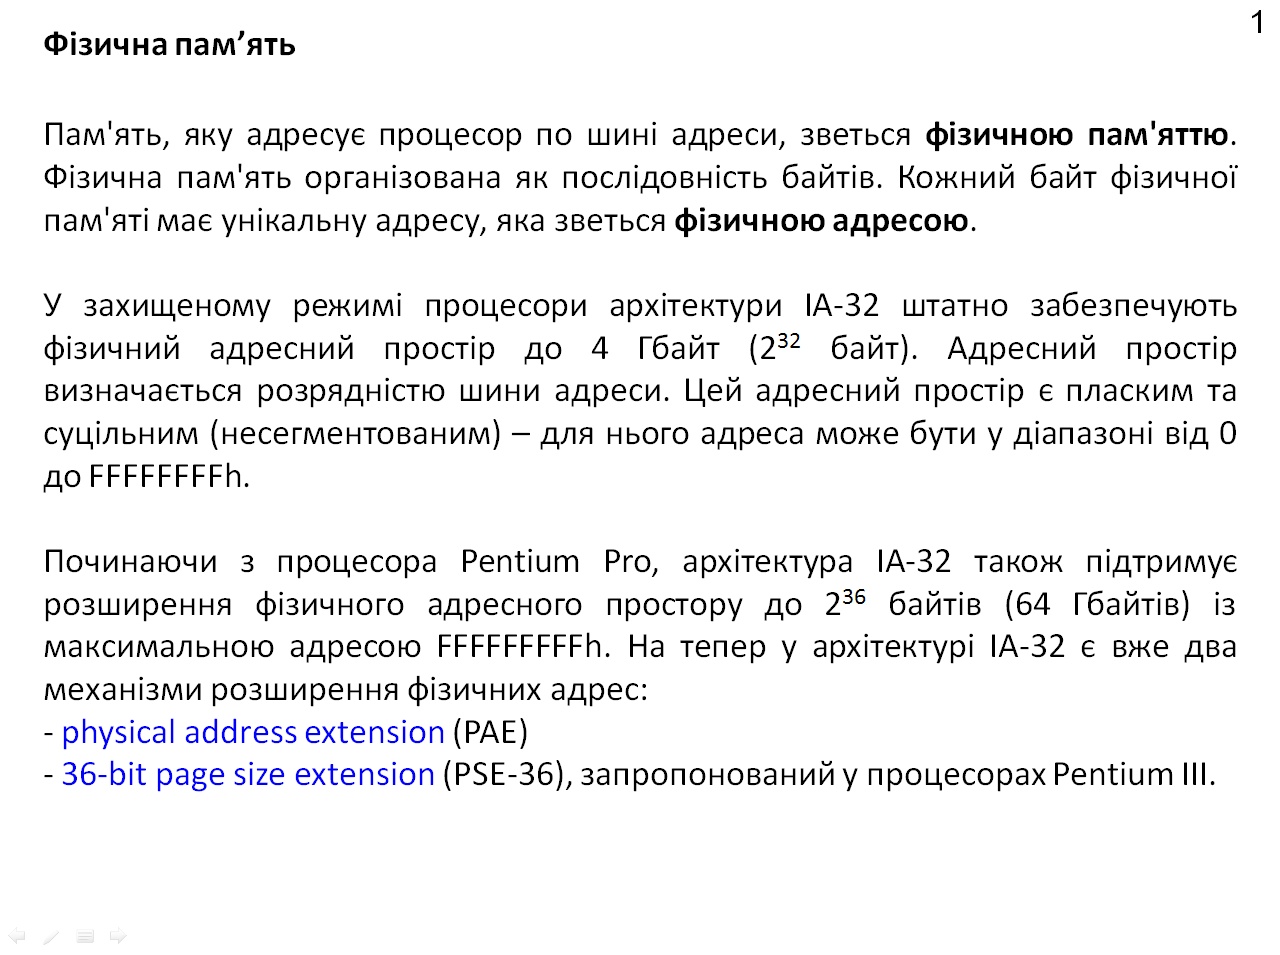 1
Фізична пам’ять
Пам'ять, яку адресує процесор по шині адреси, зветься фізичною пам'яттю.
Фізична пам'ять організована як послідовність байтів. Кожний байт фізичної
пам'яті має унікальну адресу, яка зветься фізичною адресою.
У захищеному режимі процесори архітектури IA-32 штатно забезпечують
фізичний адресний простір до 4 Гбайт (2³² байт). Адресний простір
визначається розрядністю шини адреси. Цей адресний простір є пласким та
суцільним (несегментованим) – для нього адреса може бути у діапазоні від 0
до FFFFFFFFh.
Починаючи з процесора Pentium Pro, архітектура IA-32 також підтримує
розширення фізичного адресного простору до 2³⁶ байтів (64 Гбайтів) із
максимальною адресою FFFFFFFFFh. На тепер у архітектурі IA-32 є вже два
механізми розширення фізичних адрес:
- physical address extension (PAE)
- 36-bit page size extension (PSE-36), запропонований у процесорах Pentium III.